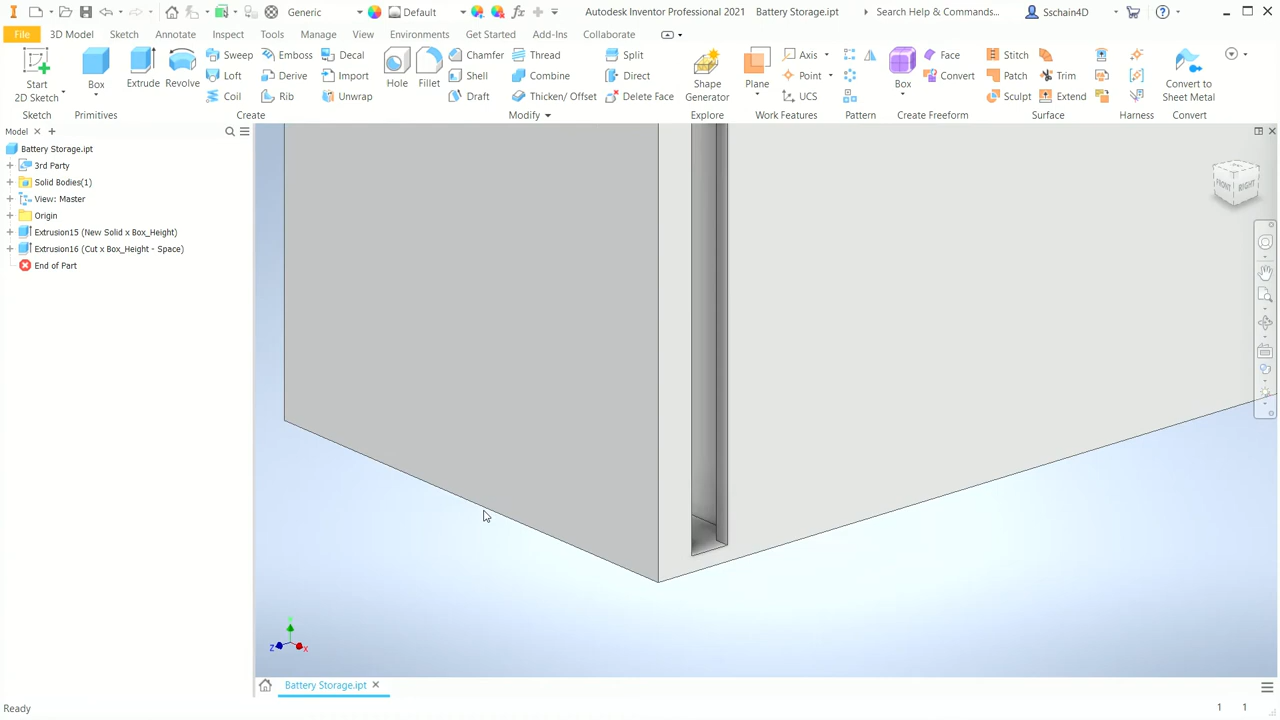 Generic Default Autodesk Inventor Professional 2021 Battery Storage.ipt Search Help & Commands... Sschain4D
File 3D Model Sketch Annotate Inspect Tools Manage View Environments Get Started Add-Ins Collaborate
Start 2D Sketch
Box
Extrude
Revolve
Sweep
Loft
Coil
Emboss
Derive
Rib
Decal
Import
Unwrap
Hole
Fillet
Chamfer
Shell
Draft
Thread
Combine
Thicken/ Offset
Split
Direct
Delete Face
Shape Generator
Plane
Axis
Point
UCS
Box
Face
Convert
Stitch
Patch
Sculpt
Trim
Extend
Convert to Sheet Metal
Sketch Primitives Create Modify Explore Work Features Pattern Create Freeform Surface Harness Convert
Model
Battery Storage.ipt
3rd Party
Solid Bodies(1)
View: Master
Origin
Extrusion15 (New Solid x Box_Height)
Extrusion16 (Cut x Box_Height - Space)
End of Part
FRONT RIGHT
Z X
Battery Storage.ipt
Ready 1 1